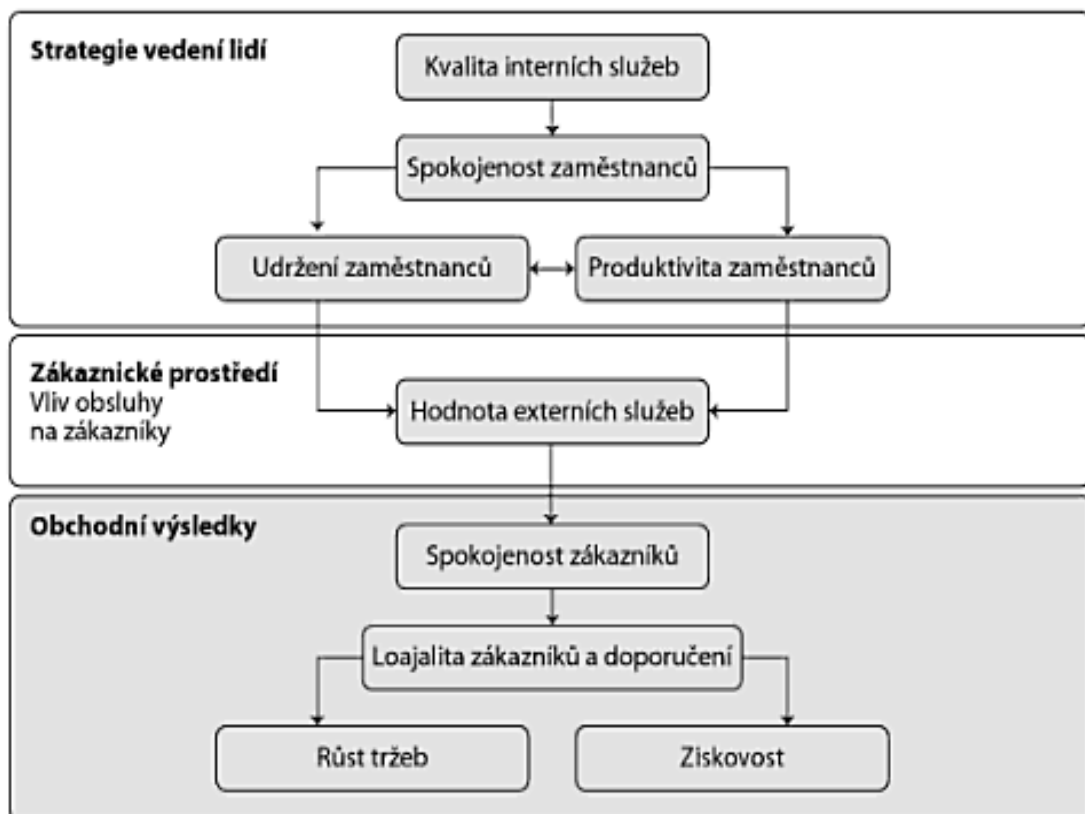 Strategie vedení lidí
Kvalita interních služeb
Spokojenost zaměstnanců
Udržení zaměstnanců
Produktivita zaměstnanců
Zákaznické prostředí
Vliv obsluhy
na zákazníky
Hodnota externích služeb
Obchodní výsledky
Spokojenost zákazníků
Loajalita zákazníků a doporučení
Růst tržeb
Ziskovost